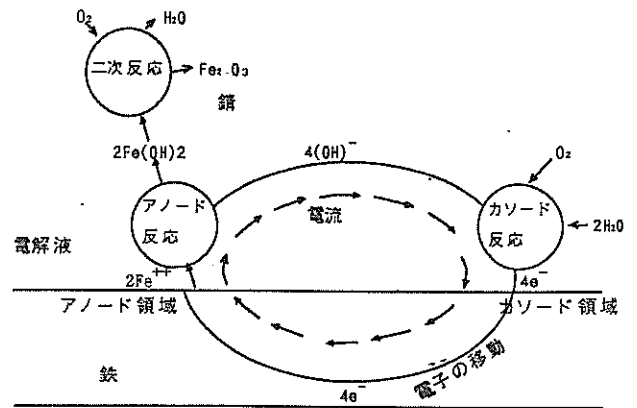 O₂
H₂O
二次反応
Fe₂.O₃
錆
2Fe(OH)2
4(OH)⁻
O₂
アノード
反応
電流
カソード
反応
2H₂O
電解液
2Fe⁺⁺
4e⁻
アノード領域
カソード領域
鉄
電子の移動
4e⁻